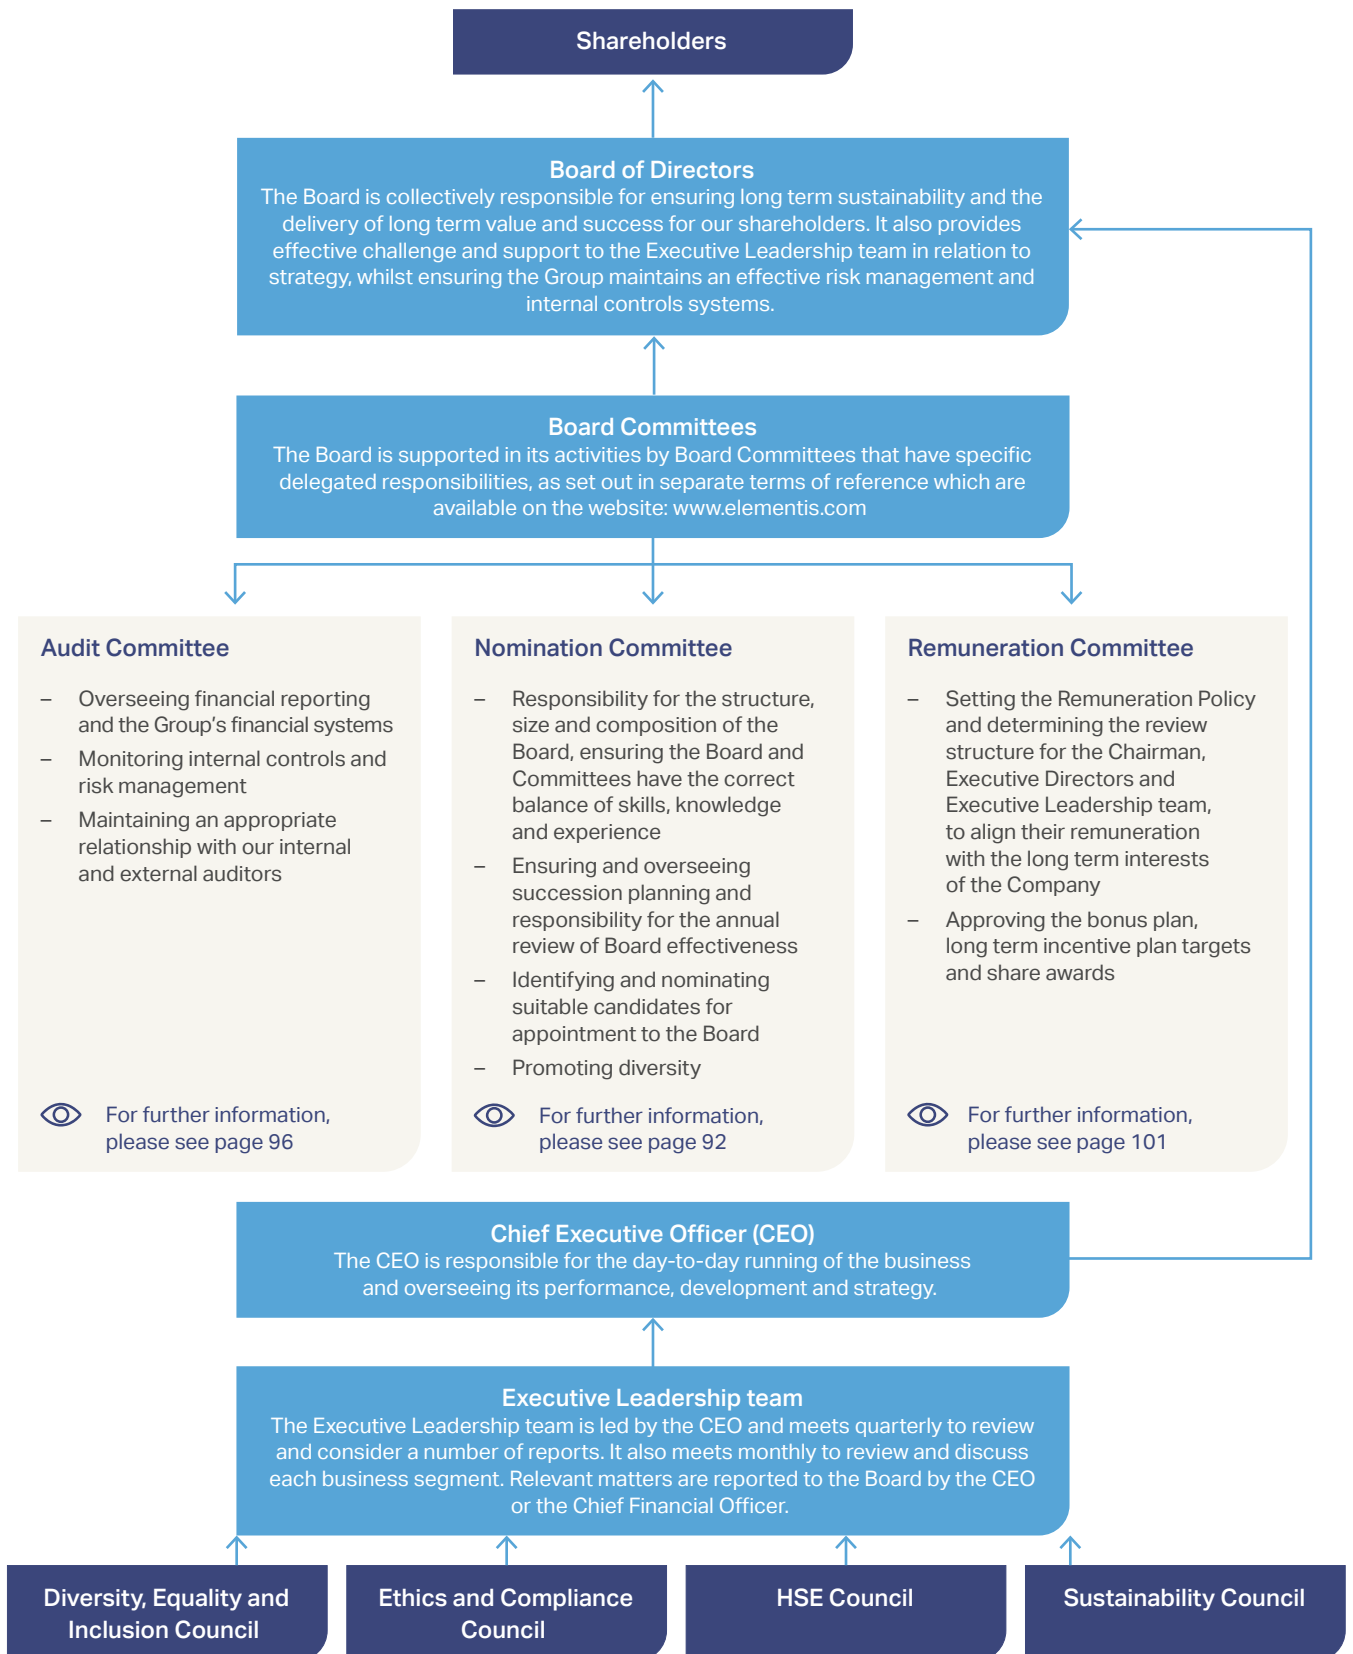 Shareholders
Board of Directors
The Board is collectively responsible for ensuring long term sustainability and the
delivery of long term value and success for our shareholders. It also provides
effective challenge and support to the Executive Leadership team in relation to
strategy, whilst ensuring the Group maintains an effective risk management and
internal controls systems.
Board Committees
The Board is supported in its activities by Board Committees that have specific
delegated responsibilities, as set out in separate terms of reference which are
available on the website: www.elementis.com
Audit Committee
– Overseeing financial reporting
and the Group's financial systems
– Monitoring internal controls and
risk management
– Maintaining an appropriate
relationship with our internal
and external auditors
For further information,
please see page 96
Nomination Committee
– Responsibility for the structure,
size and composition of the
Board, ensuring the Board and
Committees have the correct
balance of skills, knowledge
and experience
– Ensuring and overseeing
succession planning and
responsibility for the annual
review of Board effectiveness
– Identifying and nominating
suitable candidates for
appointment to the Board
– Promoting diversity
For further information,
please see page 92
Remuneration Committee
– Setting the Remuneration Policy
and determining the review
structure for the Chairman,
Executive Directors and
Executive Leadership team,
to align their remuneration
with the long term interests
of the Company
– Approving the bonus plan,
long term incentive plan targets
and share awards
For further information,
please see page 101
Chief Executive Officer (CEO)
The CEO is responsible for the day-to-day running of the business
and overseeing its performance, development and strategy.
Executive Leadership team
The Executive Leadership team is led by the CEO and meets quarterly to review
and consider a number of reports. It also meets monthly to review and discuss
each business segment. Relevant matters are reported to the Board by the CEO
or the Chief Financial Officer.
Diversity, Equality and
Inclusion Council
Ethics and Compliance
Council
HSE Council
Sustainability Council